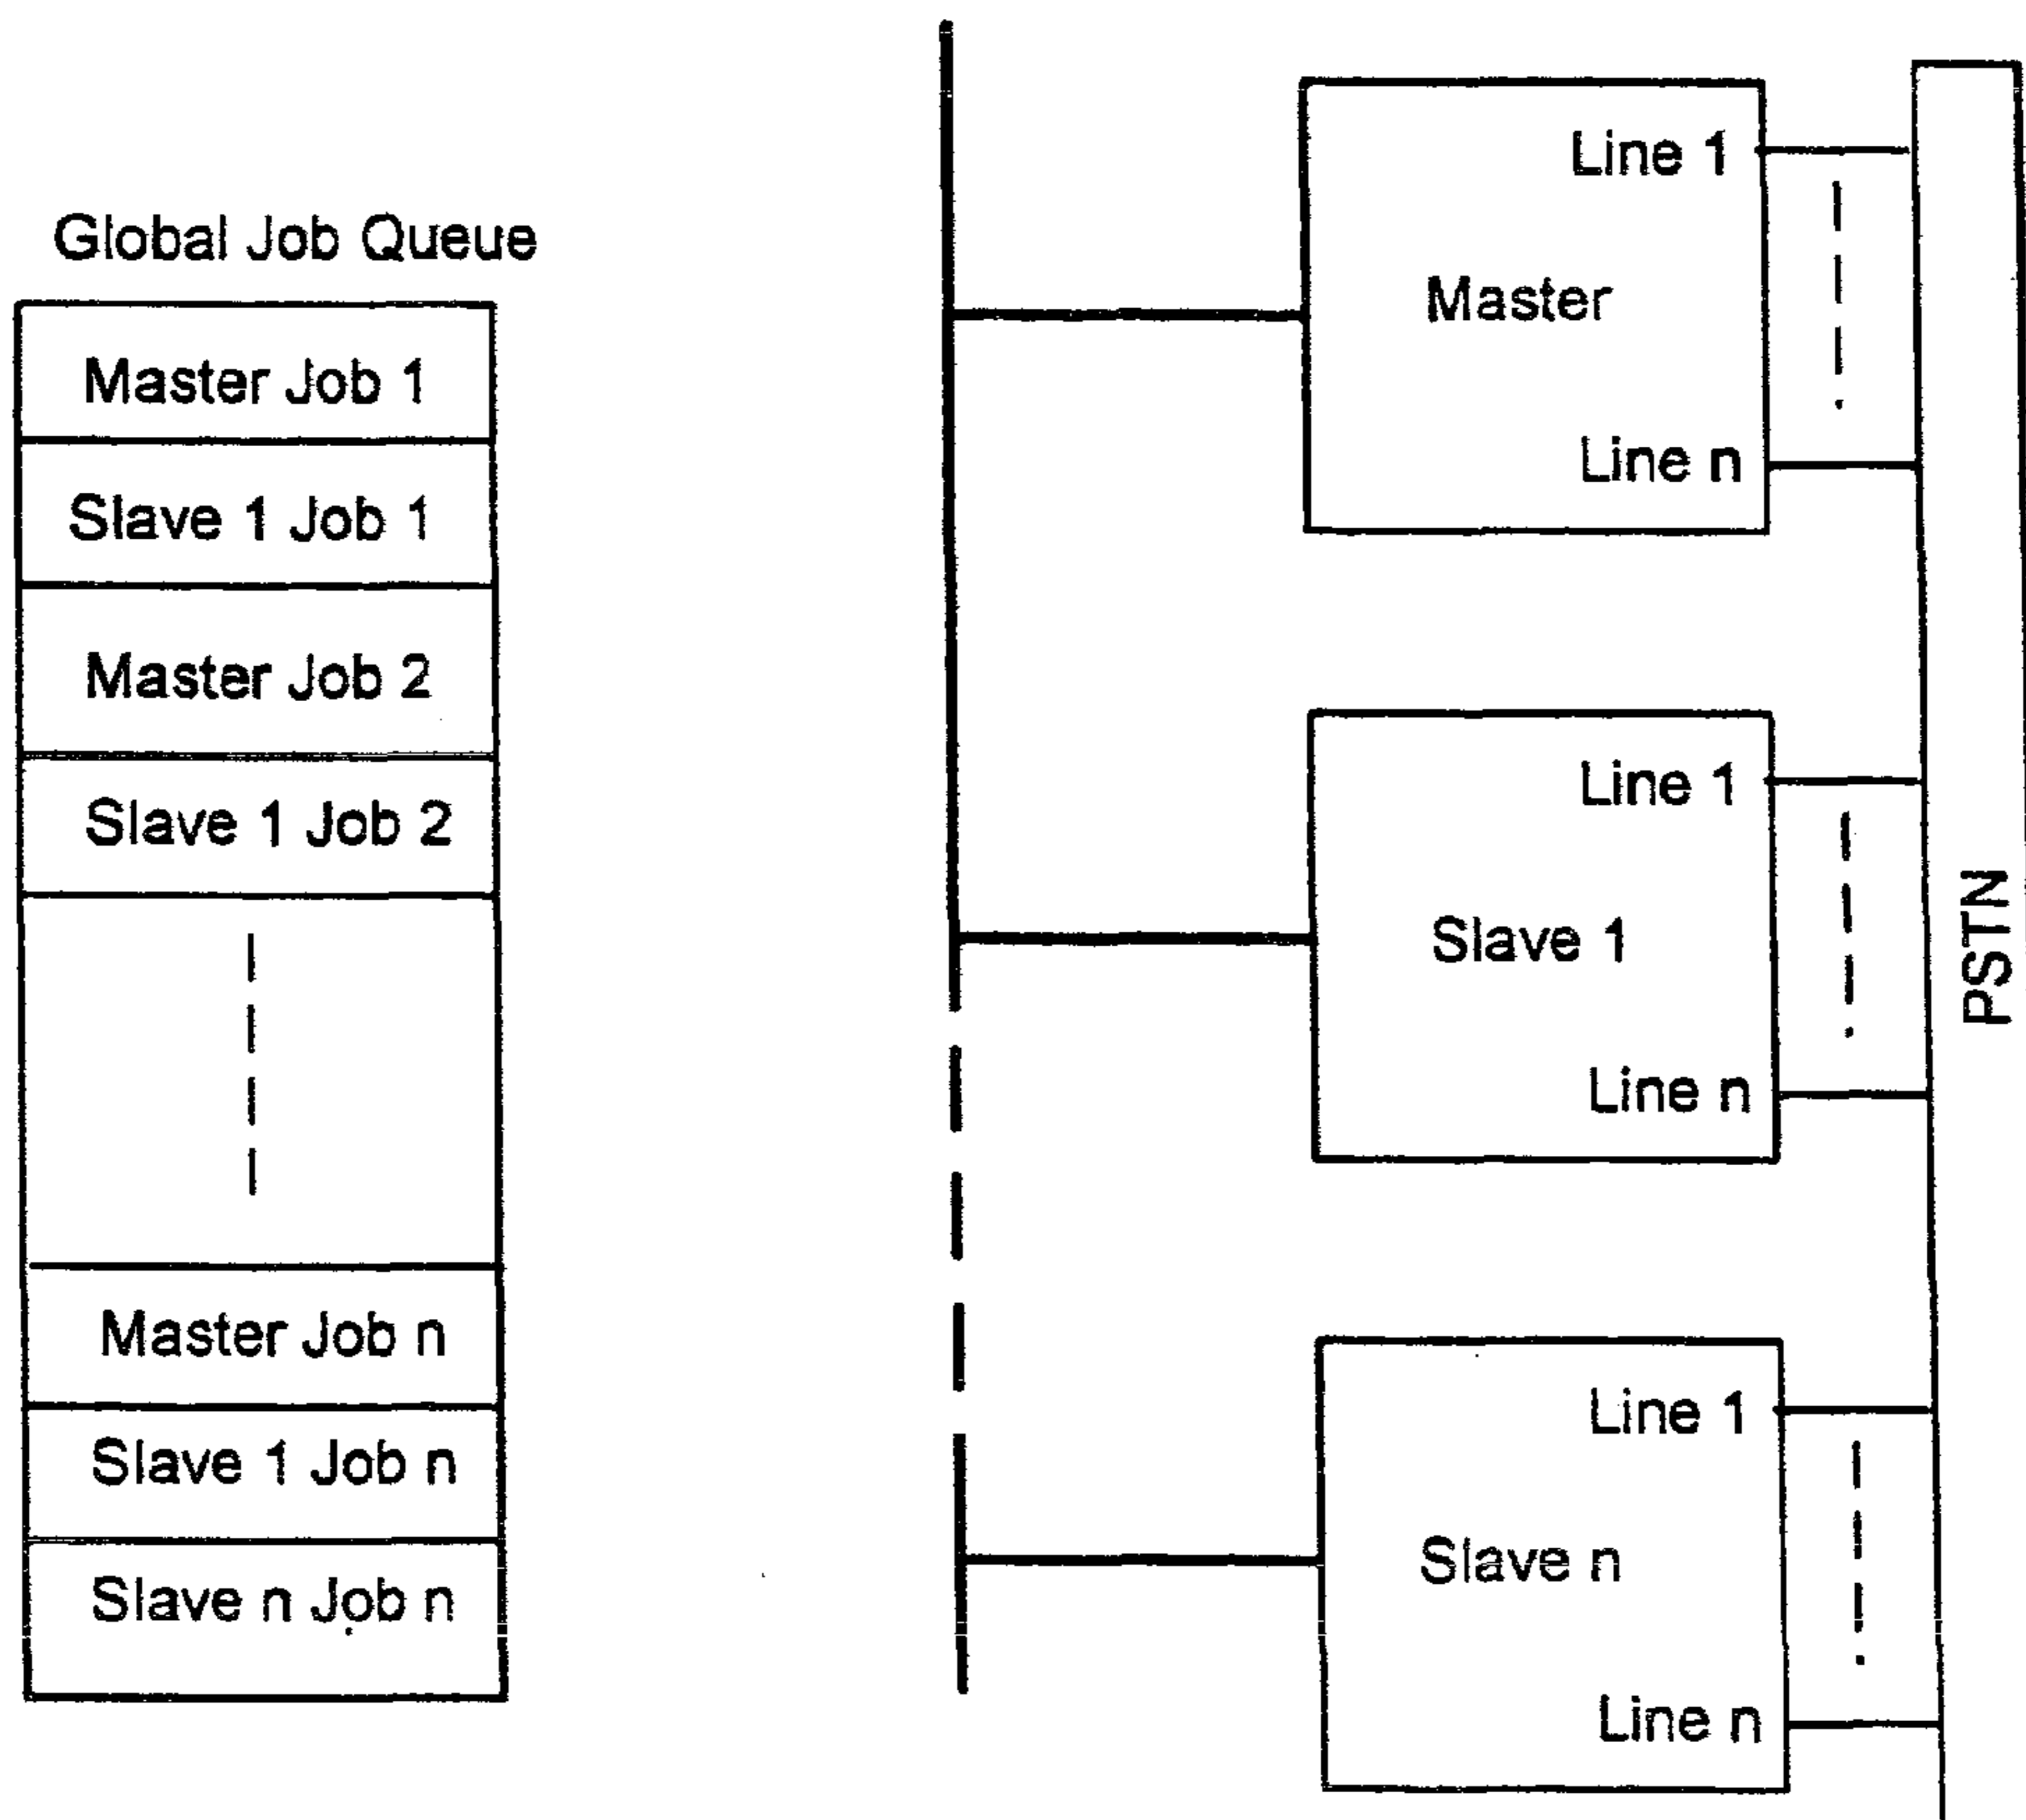 Global Job Queue
Master Job 1
Slave 1 Job 1
Master Job 2
Slave 1 Job 2
Master Job n
Slave 1 Job n
Slave n Job n
Line 1
Master
Line n
Line 1
Slave 1
Line n
Line 1
Slave n
Line n
PSTN